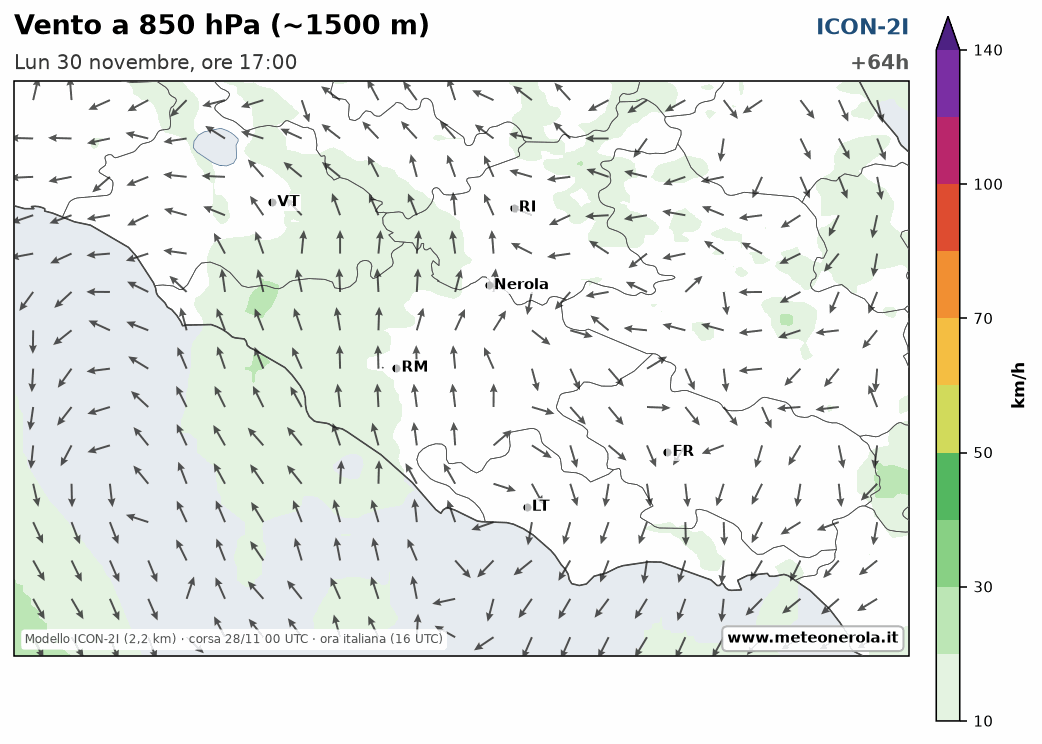 Vento a 850 hPa (~1500 m)
ICON-2I
Lun 30 novembre, ore 17:00
+64h
140
100
70
50
30
10
km/h
VT
RI
Nerola
RM
FR
LT
Modello ICON-2I (2,2 km) · corsa 28/11 00 UTC · ora italiana (16 UTC)
www.meteonerola.it